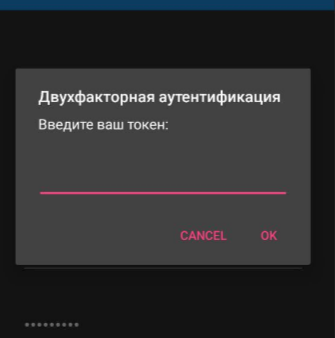 Двухфакторная аутентификация
Введите ваш токен:
CANCEL OK
•••••••••